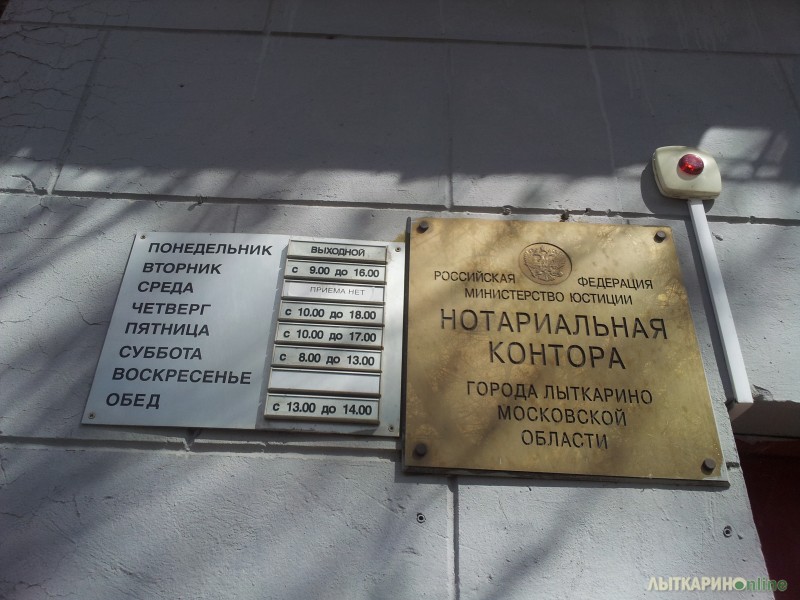 ПОНЕДЕЛЬНИК ВЫХОДНОЙ
ВТОРНИК с 9.00 до 16.00
СРЕДА ПРИЕМА НЕТ
ЧЕТВЕРГ с 10.00 до 18.00
ПЯТНИЦА с 10.00 до 17.00
СУББОТА с 8.00 до 13.00
ВОСКРЕСЕНЬЕ
ОБЕД с 13.00 до 14.00
РОССИЙСКАЯ ФЕДЕРАЦИЯ
МИНИСТЕРСТВО ЮСТИЦИИ
НОТАРИАЛЬНАЯ
КОНТОРА
ГОРОДА ЛЫТКАРИНО
МОСКОВСКОЙ
ОБЛАСТИ
ЛЫТКАРИНОonline